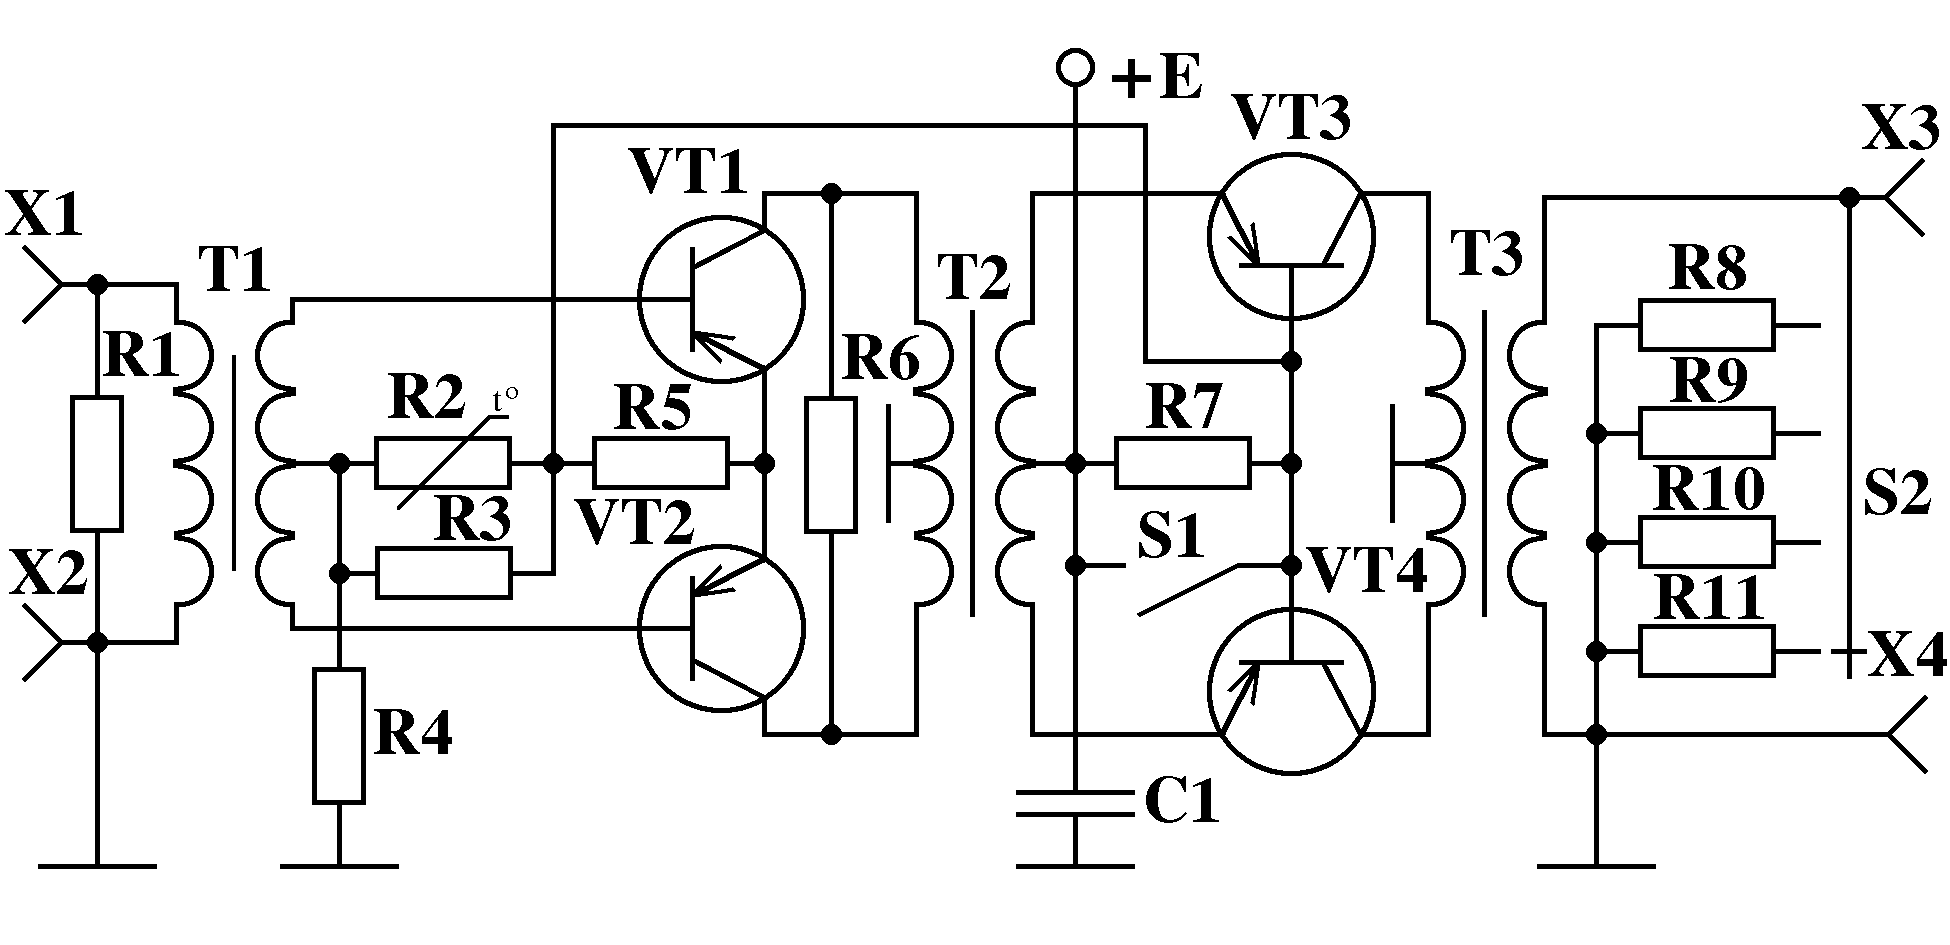 +E
VT3
X3
VT1
X1
T1
T2
T3
R8
R1
R6
R2
t°
R5
R7
R9
S2
R10
R3
VT2
S1
VT4
X2
R11
X4
R4
C1